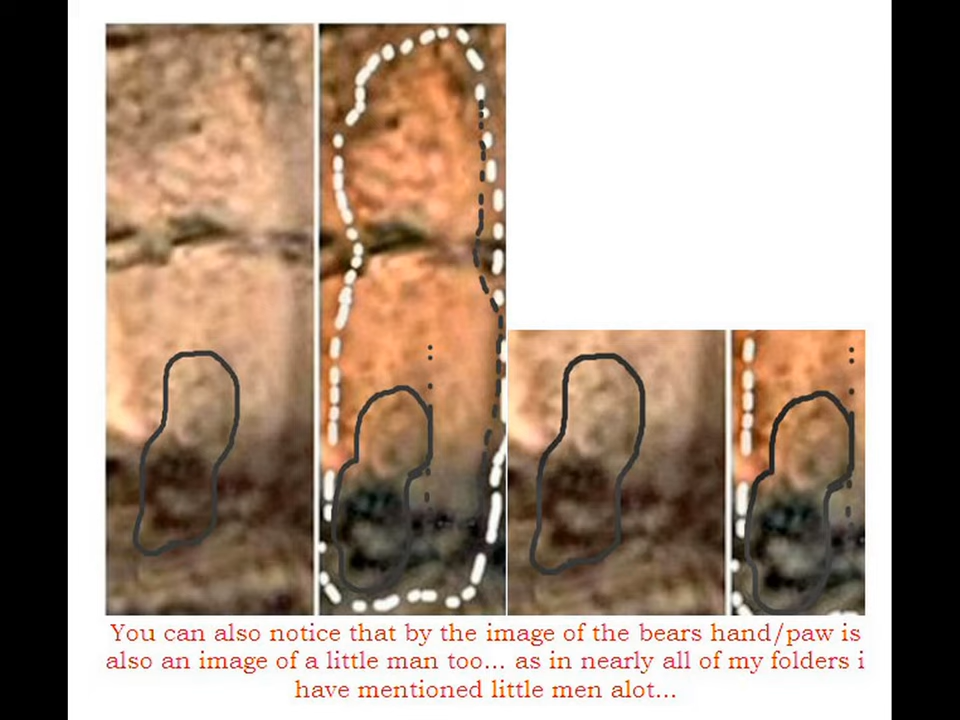 You can also notice that by the image of the bears hand/paw is
also an image of a little man too... as in nearly all of my folders i
have mentioned little men alot...